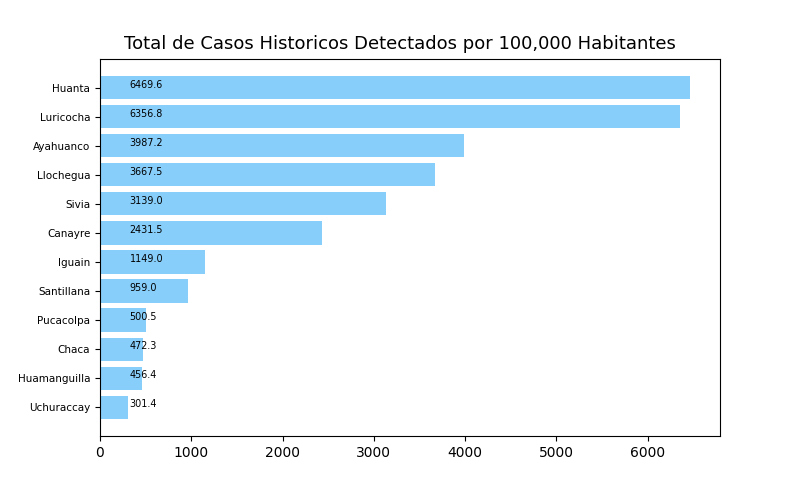 Total de Casos Historicos Detectados por 100,000 Habitantes
Huanta 6469.6
Luricocha 6356.8
Ayahuanco 3987.2
Llochegua 3667.5
Sivia 3139.0
Canayre 2431.5
Iguain 1149.0
Santillana 959.0
Pucacolpa 500.5
Chaca 472.3
Huamanguilla 456.4
Uchuraccay 301.4
0 1000 2000 3000 4000 5000 6000